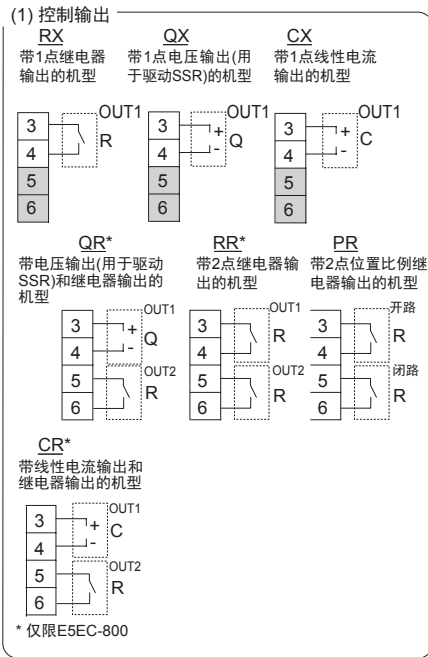 (1) 控制输出
RX
带1点继电器
输出的机型
3
4
5
6
OUT1
R
QX
带1点电压输出(用
于驱动SSR)的机型
3
4
5
6
OUT1
+
-
Q
CX
带1点线性电流
输出的机型
3
4
5
6
OUT1
+
-
C
QR*
带电压输出(用于驱动
SSR)和继电器输出的
机型
3
4
5
6
OUT1
+
-
Q
OUT2
R
RR*
带2点继电器输
出的机型
3
4
5
6
OUT1
R
OUT2
R
PR
带2点位置比例继
电器输出的机型
3
4
5
6
开路
R
闭路
R
CR*
带线性电流输出和
继电器输出的机型
3
4
5
6
OUT1
+
-
C
OUT2
R
* 仅限E5EC-800